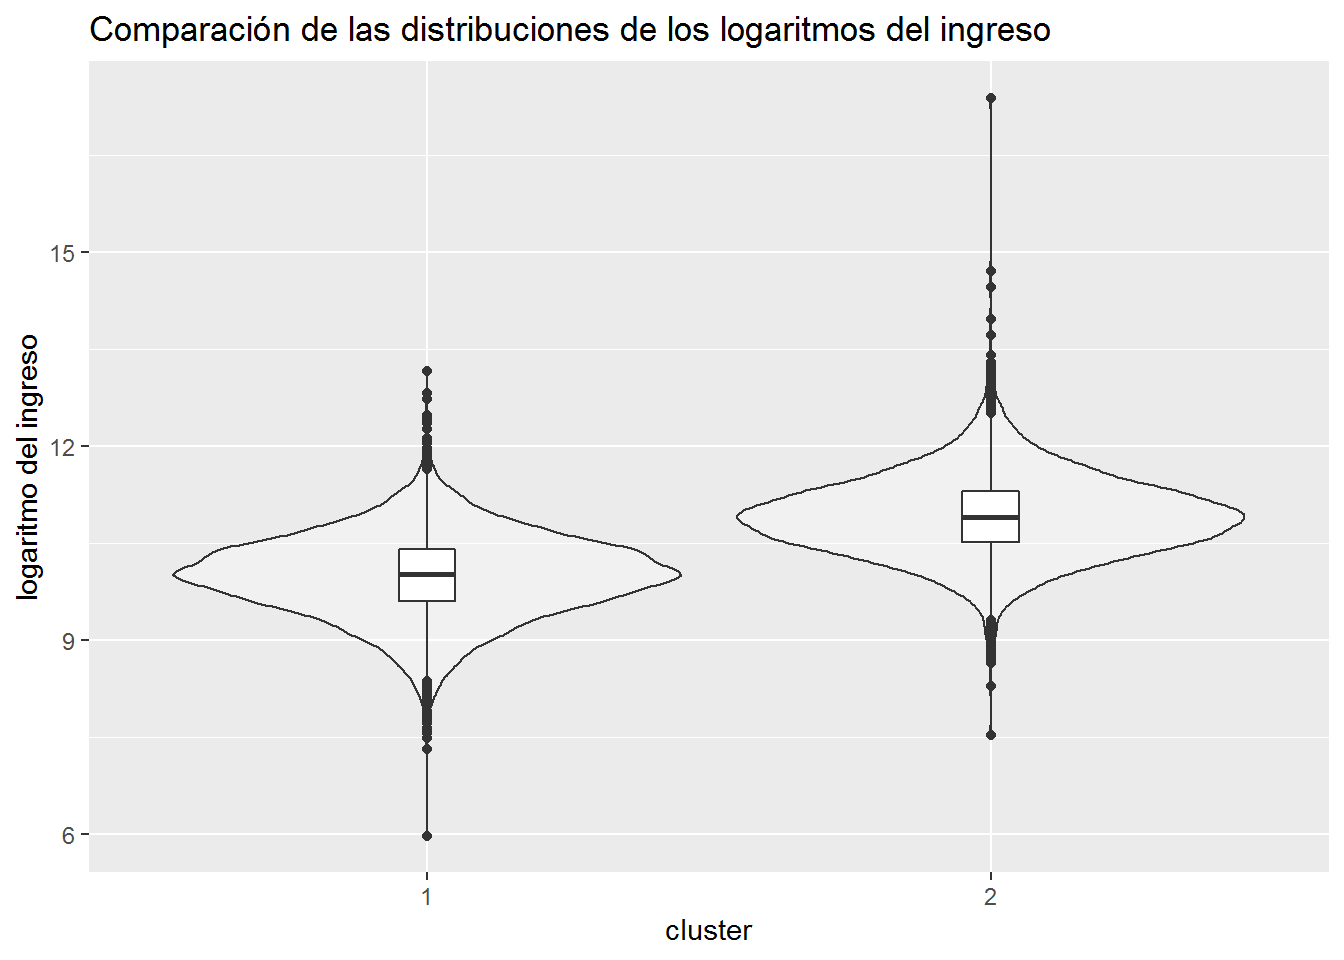 Comparación de las distribuciones de los logaritmos del ingreso
logaritmo del ingreso
15
12
9
6
1
2
cluster